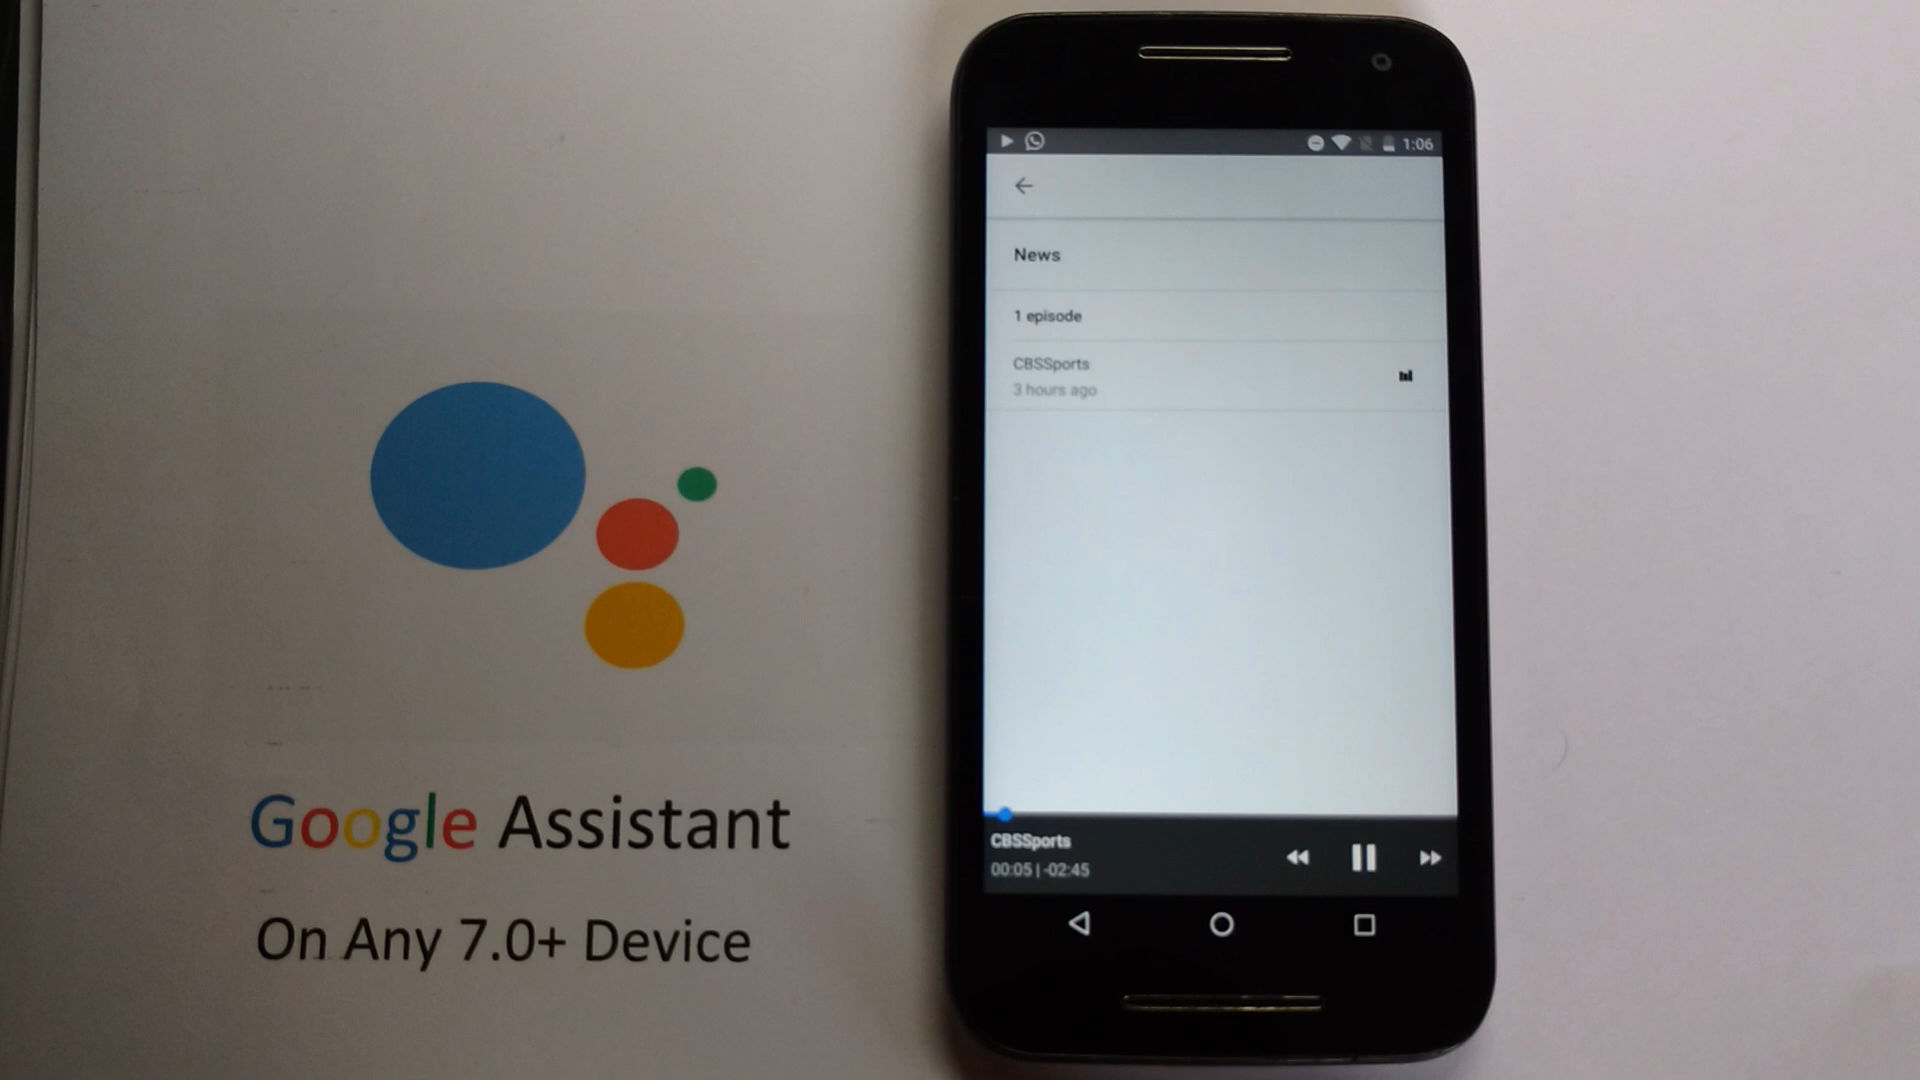 Google Assistant
On Any 7.0+ Device
1:06
News
1 episode
CBSSports
3 hours ago
CBSSports
00:05 | -02:45